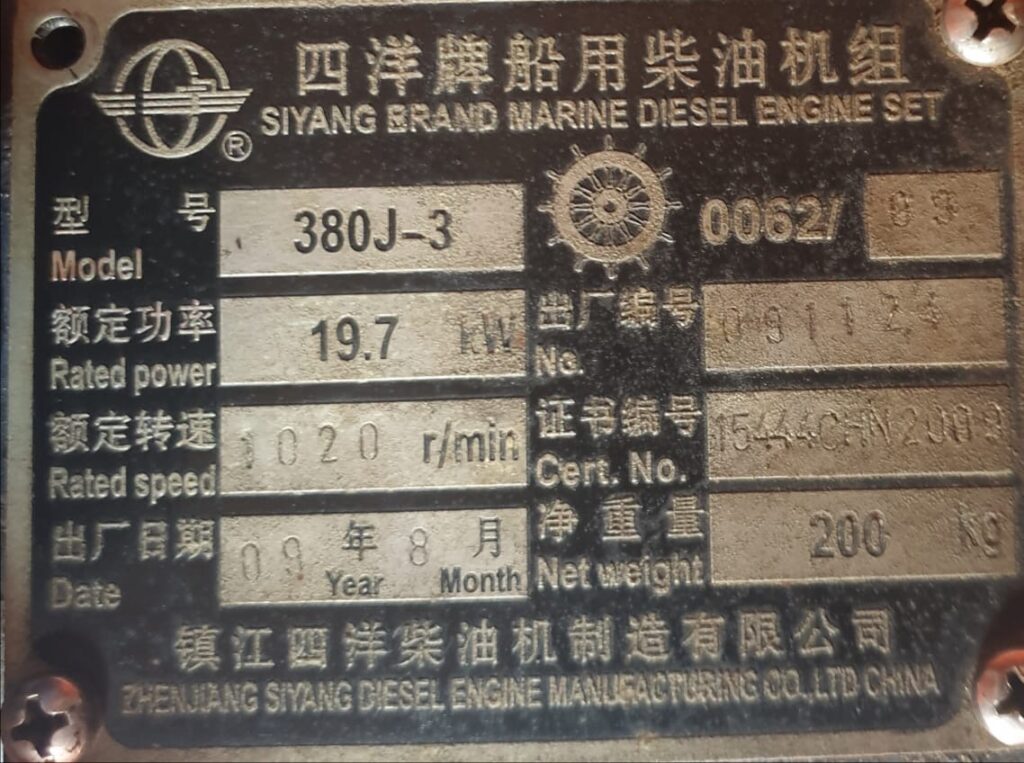 四洋牌船用柴油机组
SIYANG BRAND MARINE DIESEL ENGINE SET
®
型 号 380J-3 0062/ 09
Model
额定功率 19.7 kW 出厂编号 091124
Rated power No.
额定转速 1020 r/min 证书编号 15444CHN2009
Rated speed Cert. No.
出厂日期 09 年 8 月 净重量 200 kg
Date Year Month Net weight
镇江四洋柴油机制造有限公司
ZHENJIANG SIYANG DIESEL ENGINE MANUFACTURING CO.,LTD CHINA